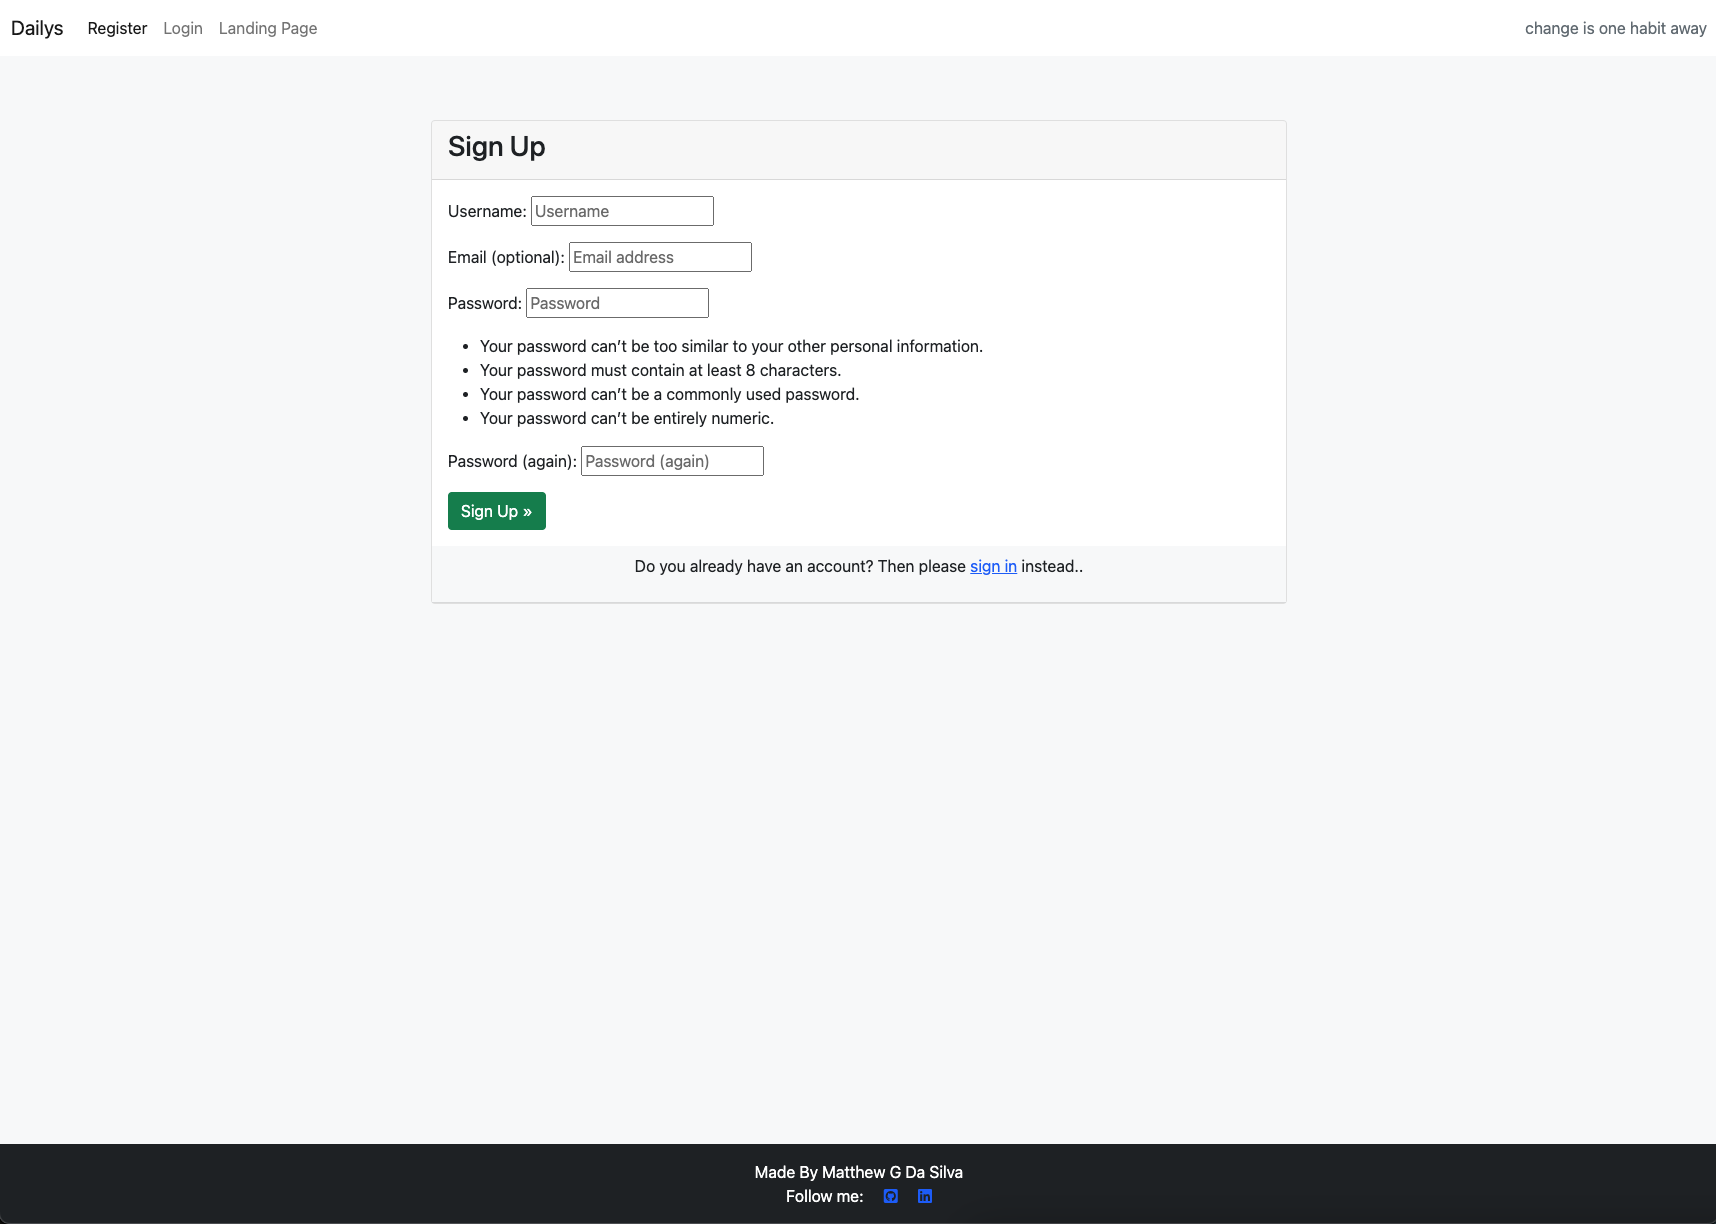 Dailys Register Login Landing Page change is one habit away
Sign Up
Username: Username
Email (optional): Email address
Password: Password
• Your password can’t be too similar to your other personal information.
• Your password must contain at least 8 characters.
• Your password can’t be a commonly used password.
• Your password can’t be entirely numeric.
Password (again): Password (again)
Sign Up »
Do you already have an account? Then please sign in instead..
Made By Matthew G Da Silva
Follow me: